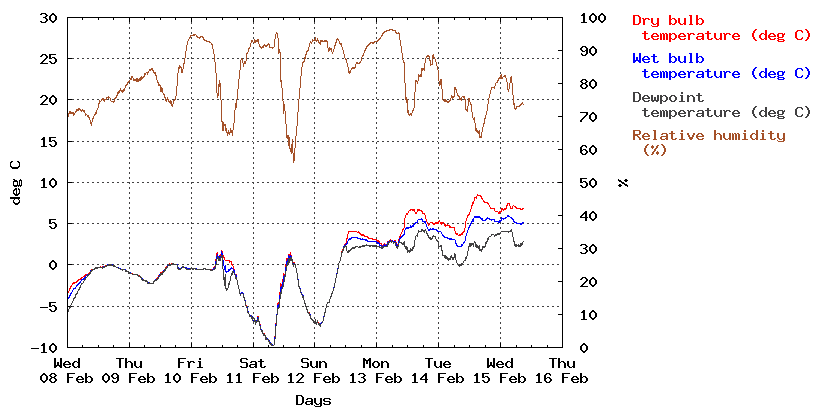 30 100 Dry bulb
temperature (deg C)
25 90 Wet bulb
temperature (deg C)
20 80 Dewpoint
temperature (deg C)
15 70 Relative humidity
(%)
10 60
5 50
0 40
-5 30
-10 20
10
0
deg C
%
Wed Thu Fri Sat Sun Mon Tue Wed Thu
08 Feb 09 Feb 10 Feb 11 Feb 12 Feb 13 Feb 14 Feb 15 Feb 16 Feb
Days